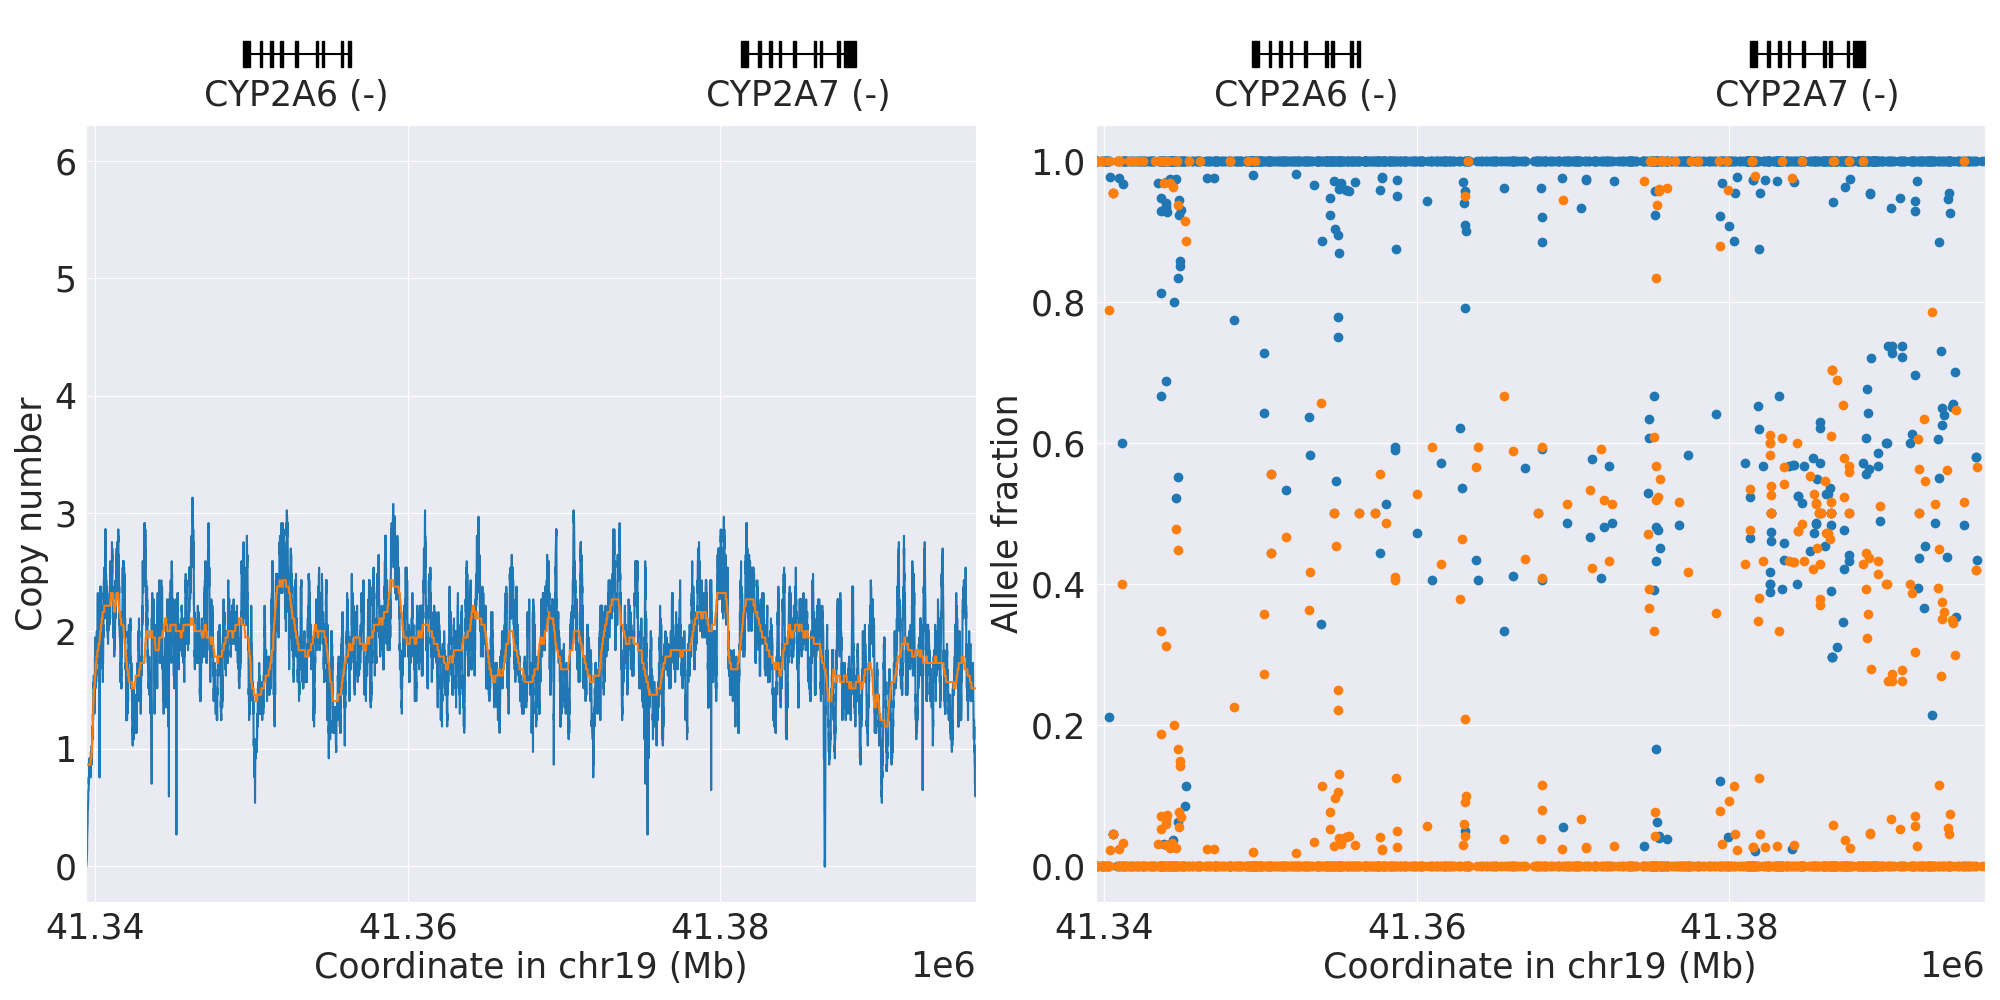 CYP2A6 (-) CYP2A7 (-)
CYP2A6 (-) CYP2A7 (-)
Copy number
6
5
4
3
2
1
0
41.34 41.36 41.38
Coordinate in chr19 (Mb) 1e6
Allele fraction
1.0
0.8
0.6
0.4
0.2
0.0
41.34 41.36 41.38
Coordinate in chr19 (Mb) 1e6